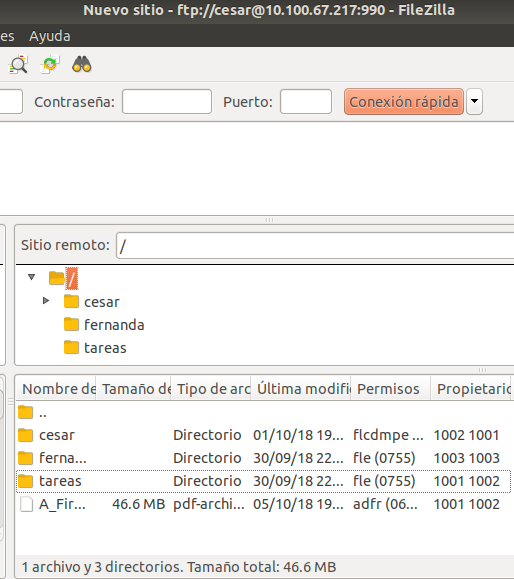 Nuevo sitio - ftp://cesar@10.100.67.217:990 - FileZilla
es Ayuda
Contraseña: Puerto: Conexión rápida
Sitio remoto: /
/
cesar
fernanda
tareas
Nombre de Tamaño de Tipo de arc Última modifi Permisos Propietario
..
cesar Directorio 01/10/18 19... flcdmpe ... 1002 1001
ferna... Directorio 30/09/18 22... fle (0755) 1003 1003
tareas Directorio 30/09/18 22... fle (0755) 1001 1002
A_Fir... 46.6 MB pdf-archi... 05/10/18 19... adfr (06... 1001 1002
1 archivo y 3 directorios. Tamaño total: 46.6 MB